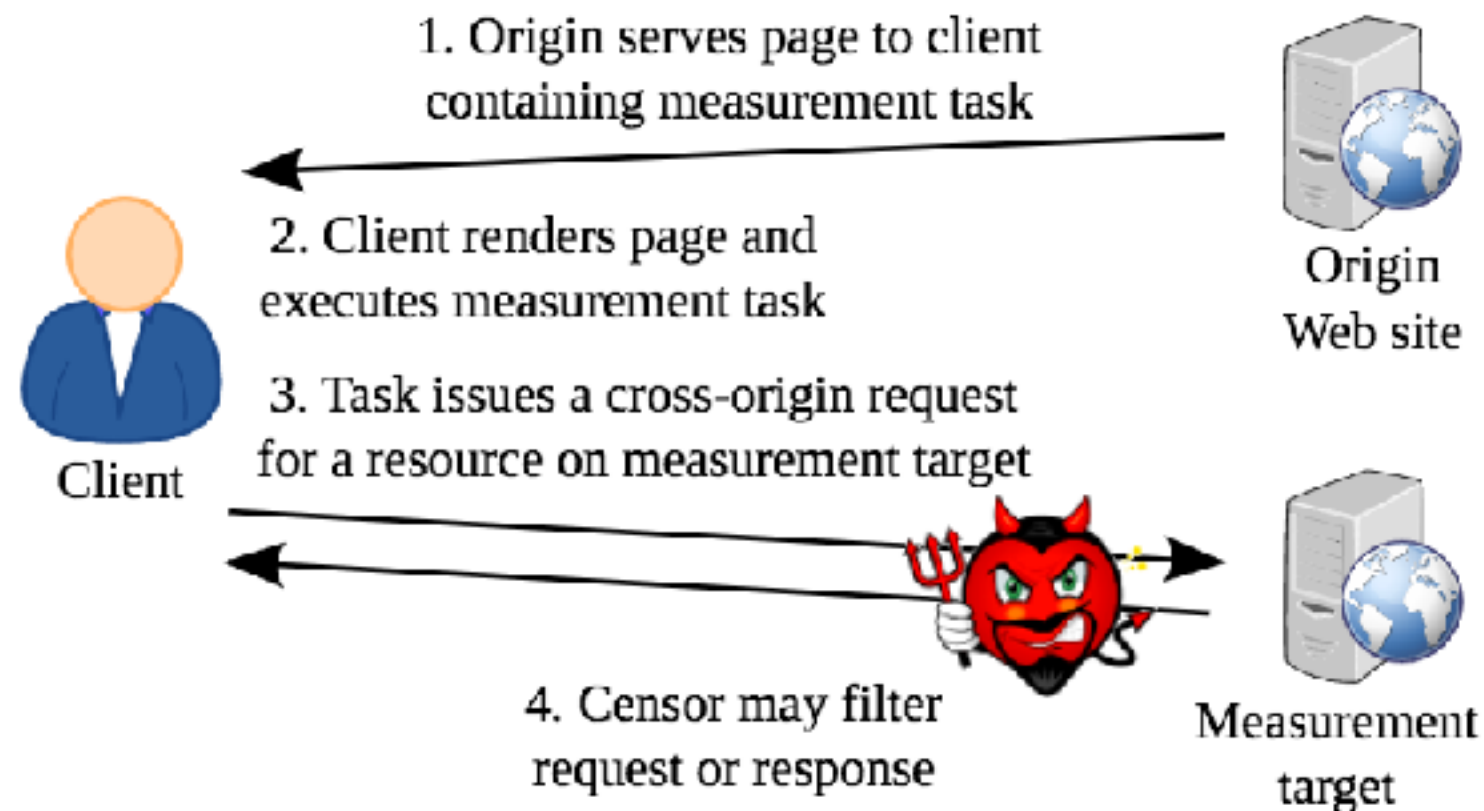 1. Origin serves page to client
containing measurement task
2. Client renders page and
executes measurement task
Origin
Web site
3. Task issues a cross-origin request
for a resource on measurement target
Client
4. Censor may filter
request or response
Measurement
target